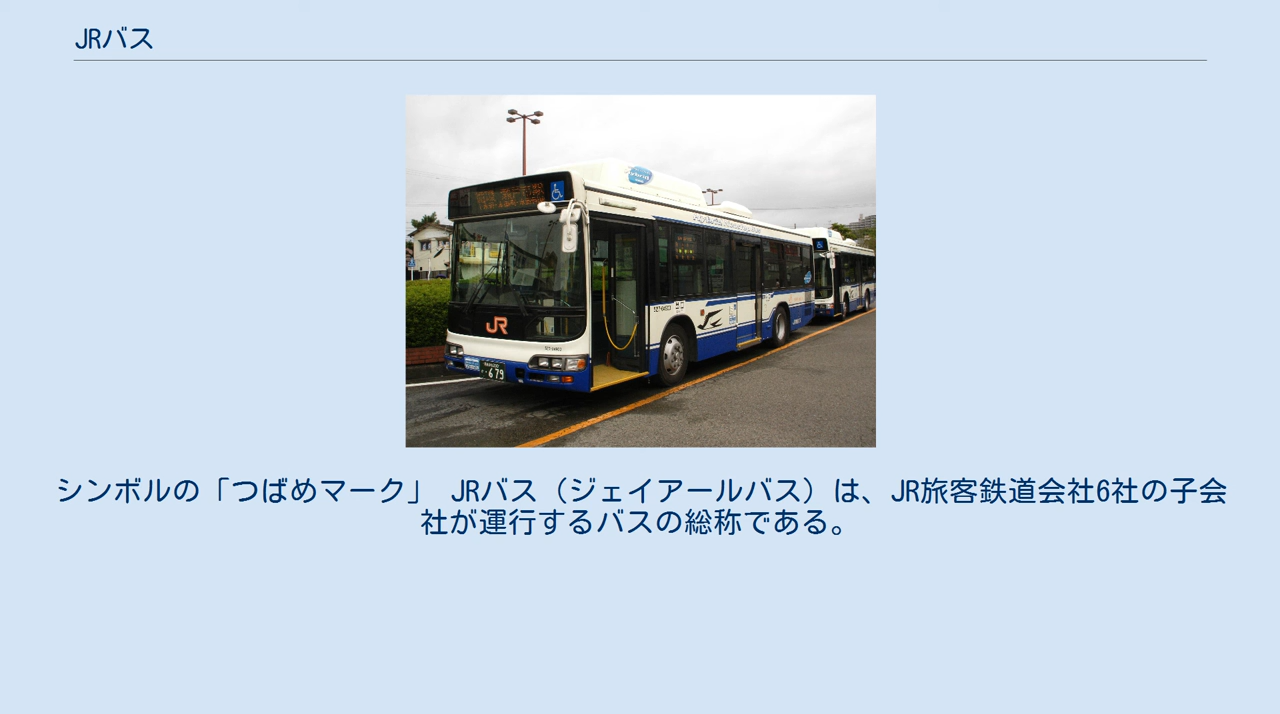 JRバス
JR
679
シンボルの「つばめマーク」 JRバス（ジェイアールバス）は、JR旅客鉄道会社6社の子会
社が運行するバスの総称である。